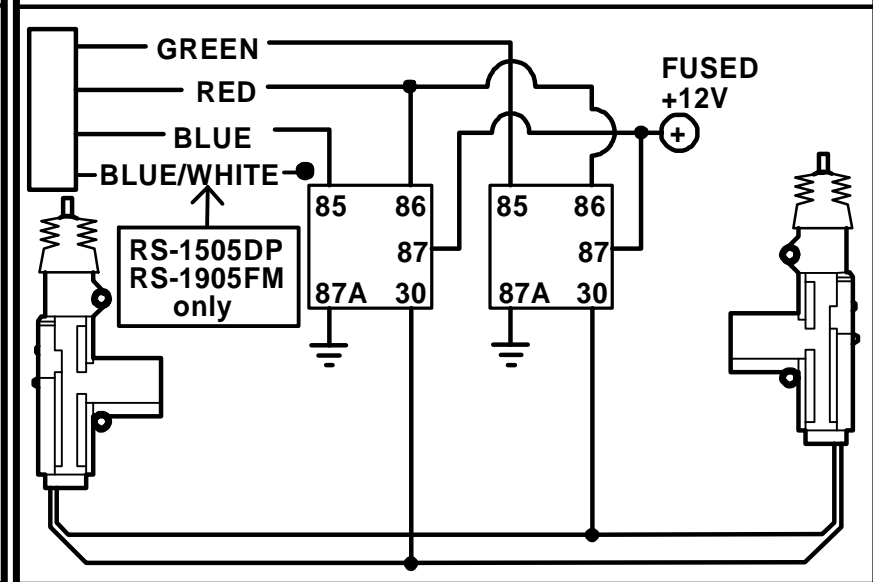 GREEN
RED
BLUE
BLUE/WHITE
FUSED
+12V
+
RS-1505DP
RS-1905FM
only
85 86
87
87A 30
85 86
87
87A 30